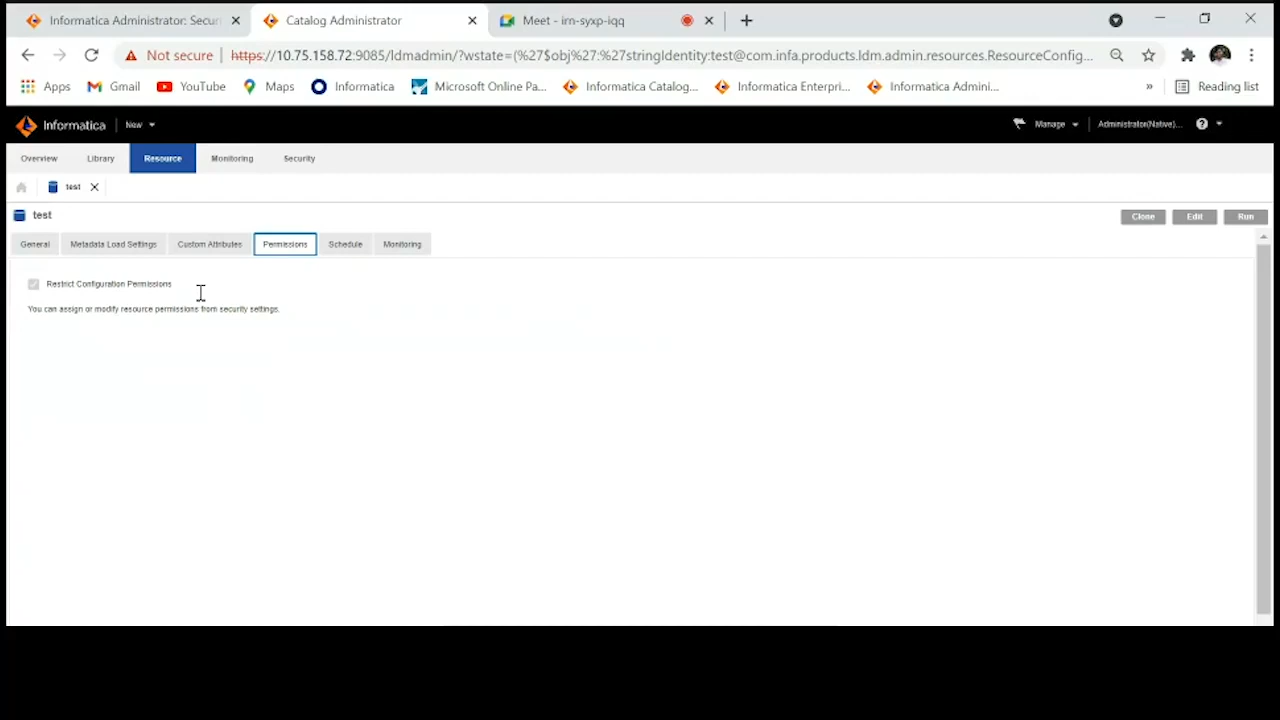 Informatica Administrator: Securi
Catalog Administrator
Meet - irn-syxp-iqq
Not secure
https://10.75.158.72:9085/ldmadmin/?wstate=(%27$obj%27:%27stringIdentity:test@com.infa.products.ldm.admin.resources.ResourceConfig...
Apps
Gmail
YouTube
Maps
Informatica
Microsoft Online Pa...
Informatica Catalog...
Informatica Enterpri...
Informatica Admini...
»
Reading list
Informatica
New
Manage
Administrator(Native)...
Overview
Library
Resource
Monitoring
Security
test
test
Clone
Edit
Run
General
Metadata Load Settings
Custom Attributes
Permissions
Schedule
Monitoring
Restrict Configuration Permissions
You can assign or modify resource permissions from security settings.